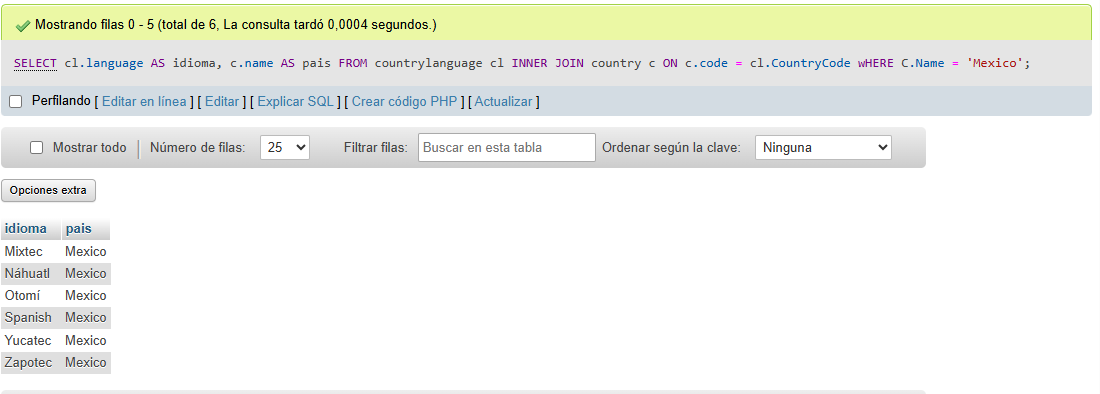 Mostrando filas 0 - 5 (total de 6, La consulta tardó 0,0004 segundos.)
SELECT cl.language AS idioma, c.name AS pais FROM countrylanguage cl INNER JOIN country c ON c.code = cl.CountryCode wHERE C.Name = 'Mexico';
Perfilando [ Editar en línea ] [ Editar ] [ Explicar SQL ] [ Crear código PHP ] [ Actualizar ]
Mostrar todo | Número de filas: 25 Filtrar filas: Buscar en esta tabla Ordenar según la clave: Ninguna
Opciones extra
idioma pais
Mixtec Mexico
Náhuatl Mexico
Otomí Mexico
Spanish Mexico
Yucatec Mexico
Zapotec Mexico